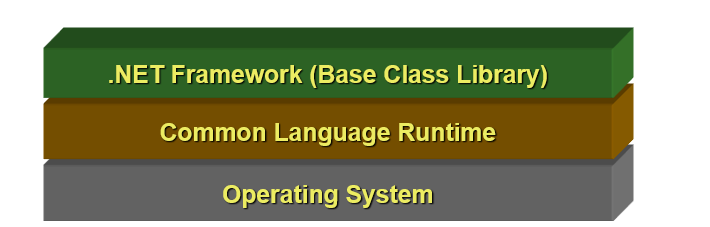 .NET Framework (Base Class Library)
Common Language Runtime
Operating System